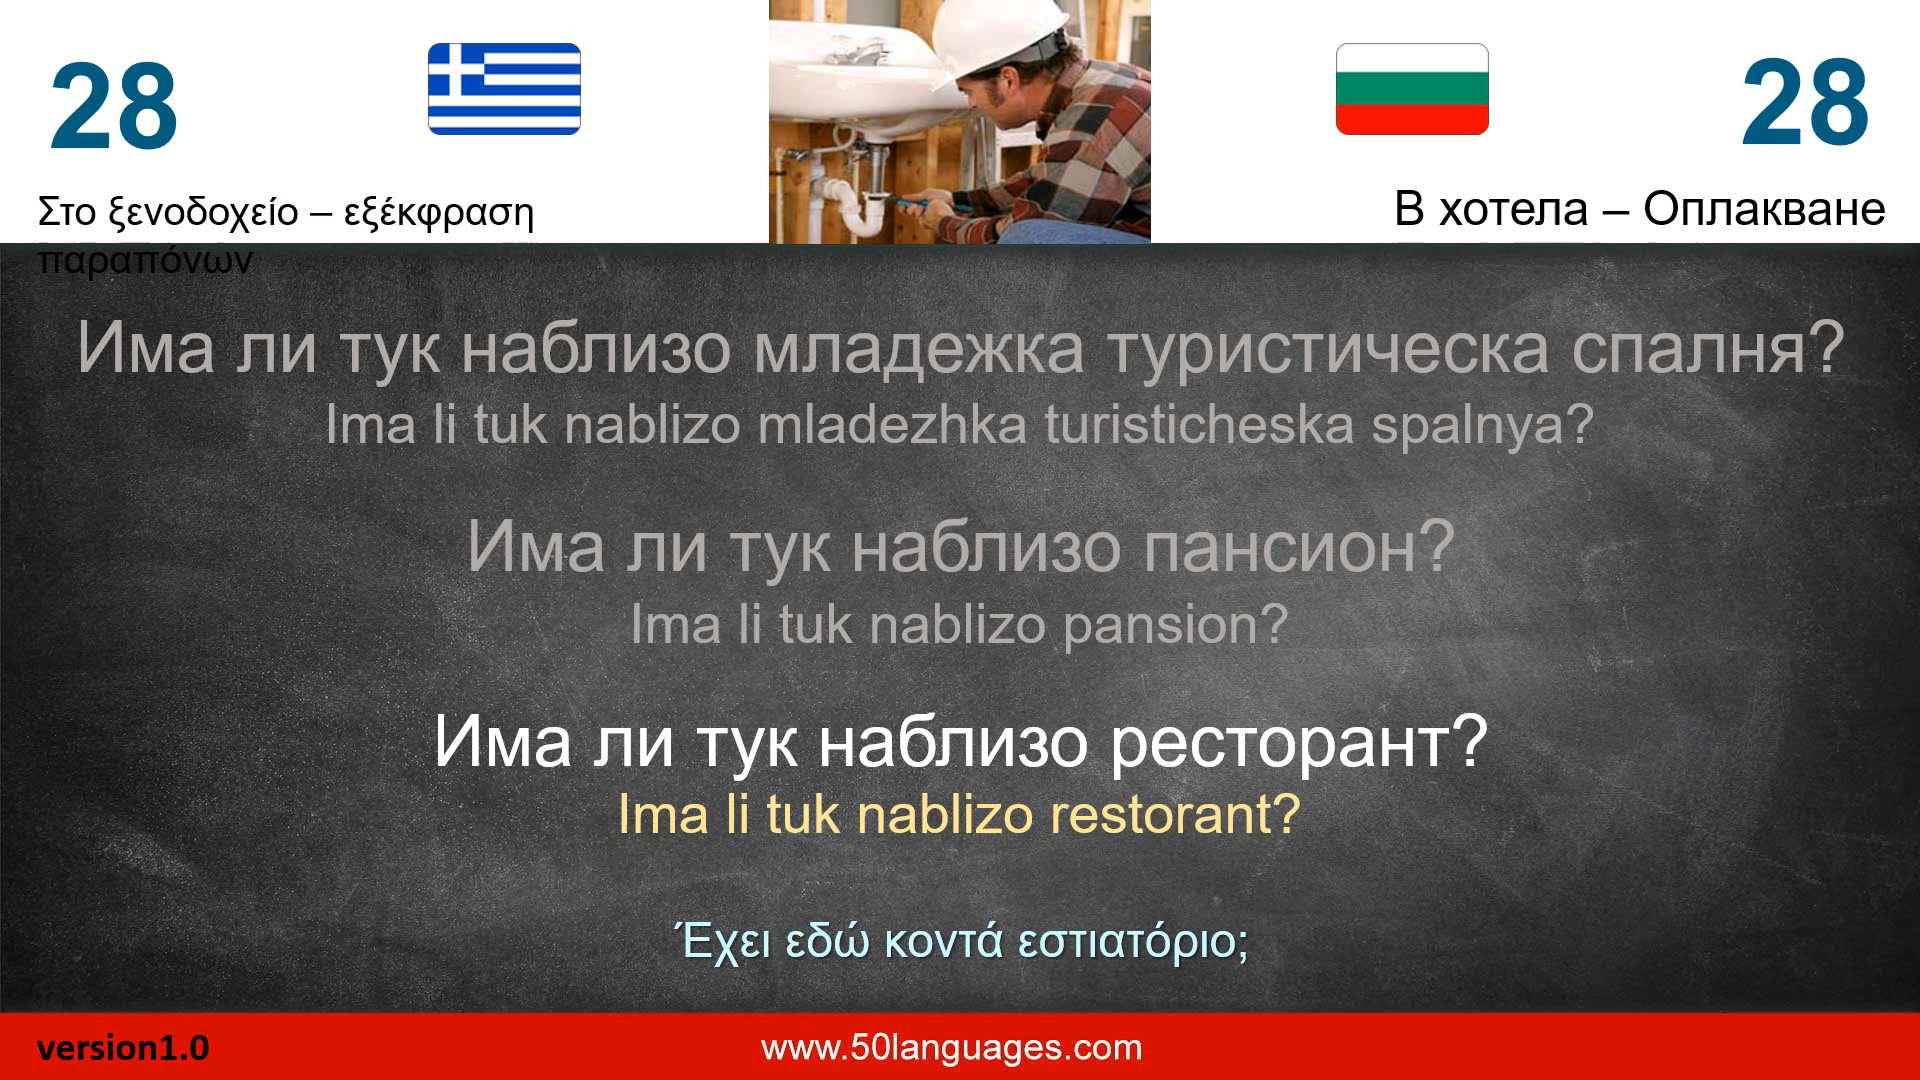 28
28
Στο ξενοδοχείο – εξέκφραση
παραπόνων
В хотела – Оплакване
Има ли тук наблизо младежка туристическа спалня?
Ima li tuk nablizo mladezhka turisticheska spalnya?
Има ли тук наблизо пансион?
Ima li tuk nablizo pansion?
Има ли тук наблизо ресторант?
Ima li tuk nablizo restorant?
Έχει εδώ κοντά εστιατόριο;
version1.0
www.50languages.com